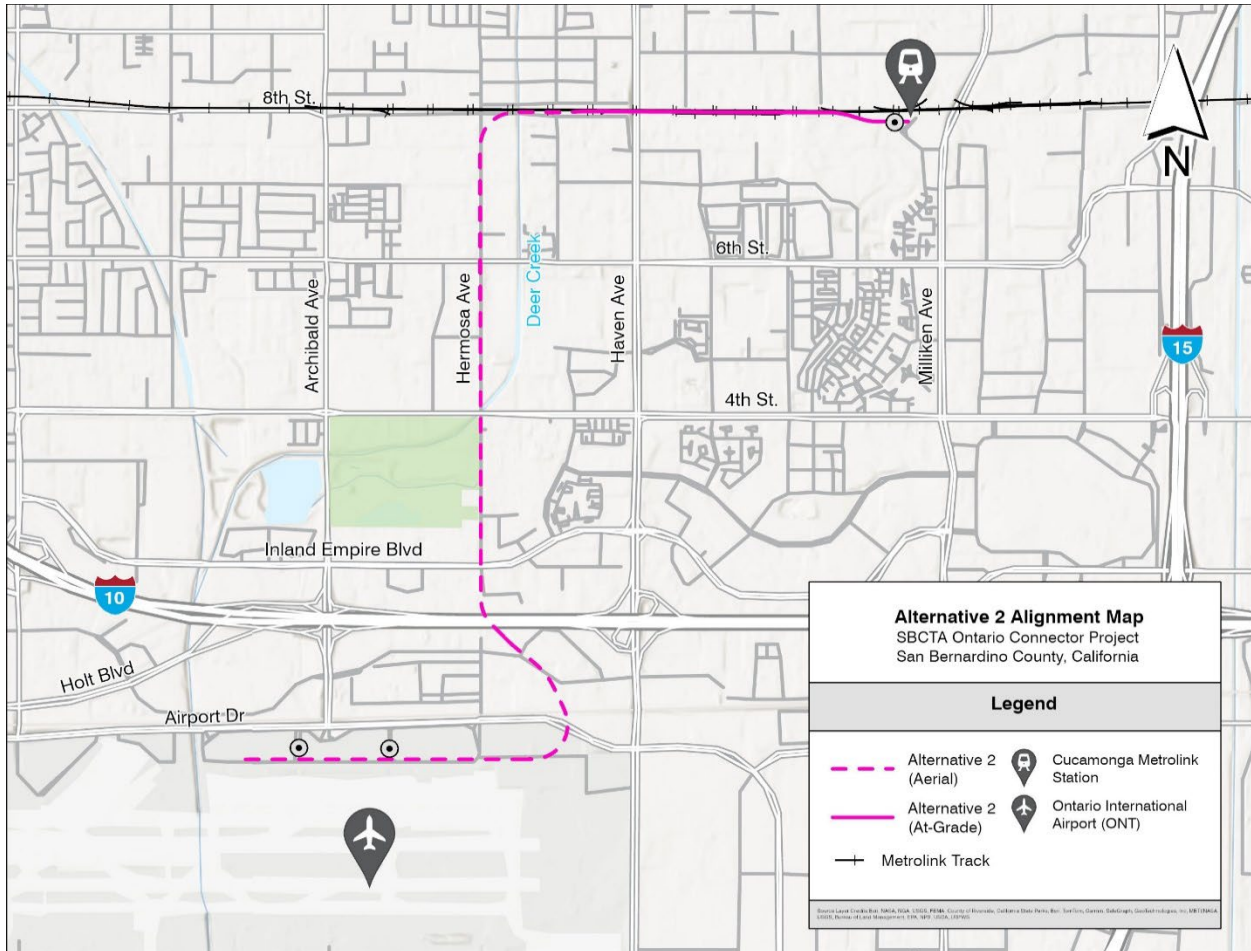 8th St.
N
6th St.
Deer Creek
Archibald Ave
Hermosa Ave
Haven Ave
Milliken Ave
15
4th St.
Inland Empire Blvd
10
Holt Blvd
Airport Dr
Alternative 2 Alignment Map
SBCTA Ontario Connector Project
San Bernardino County, California
Legend
Alternative 2
(Aerial)
Cucamonga Metrolink
Station
Alternative 2
(At-Grade)
Ontario International
Airport (ONT)
Metrolink Track